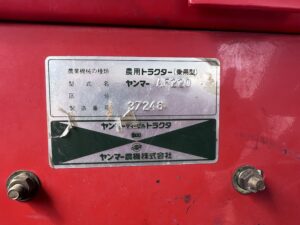 農業機械の種類 農用トラクター(乗用型)
型式名 ヤンマー
区分
製造番号 27248
ヤンマーディーゼルトラクタ
ヤンマー農機株式会社